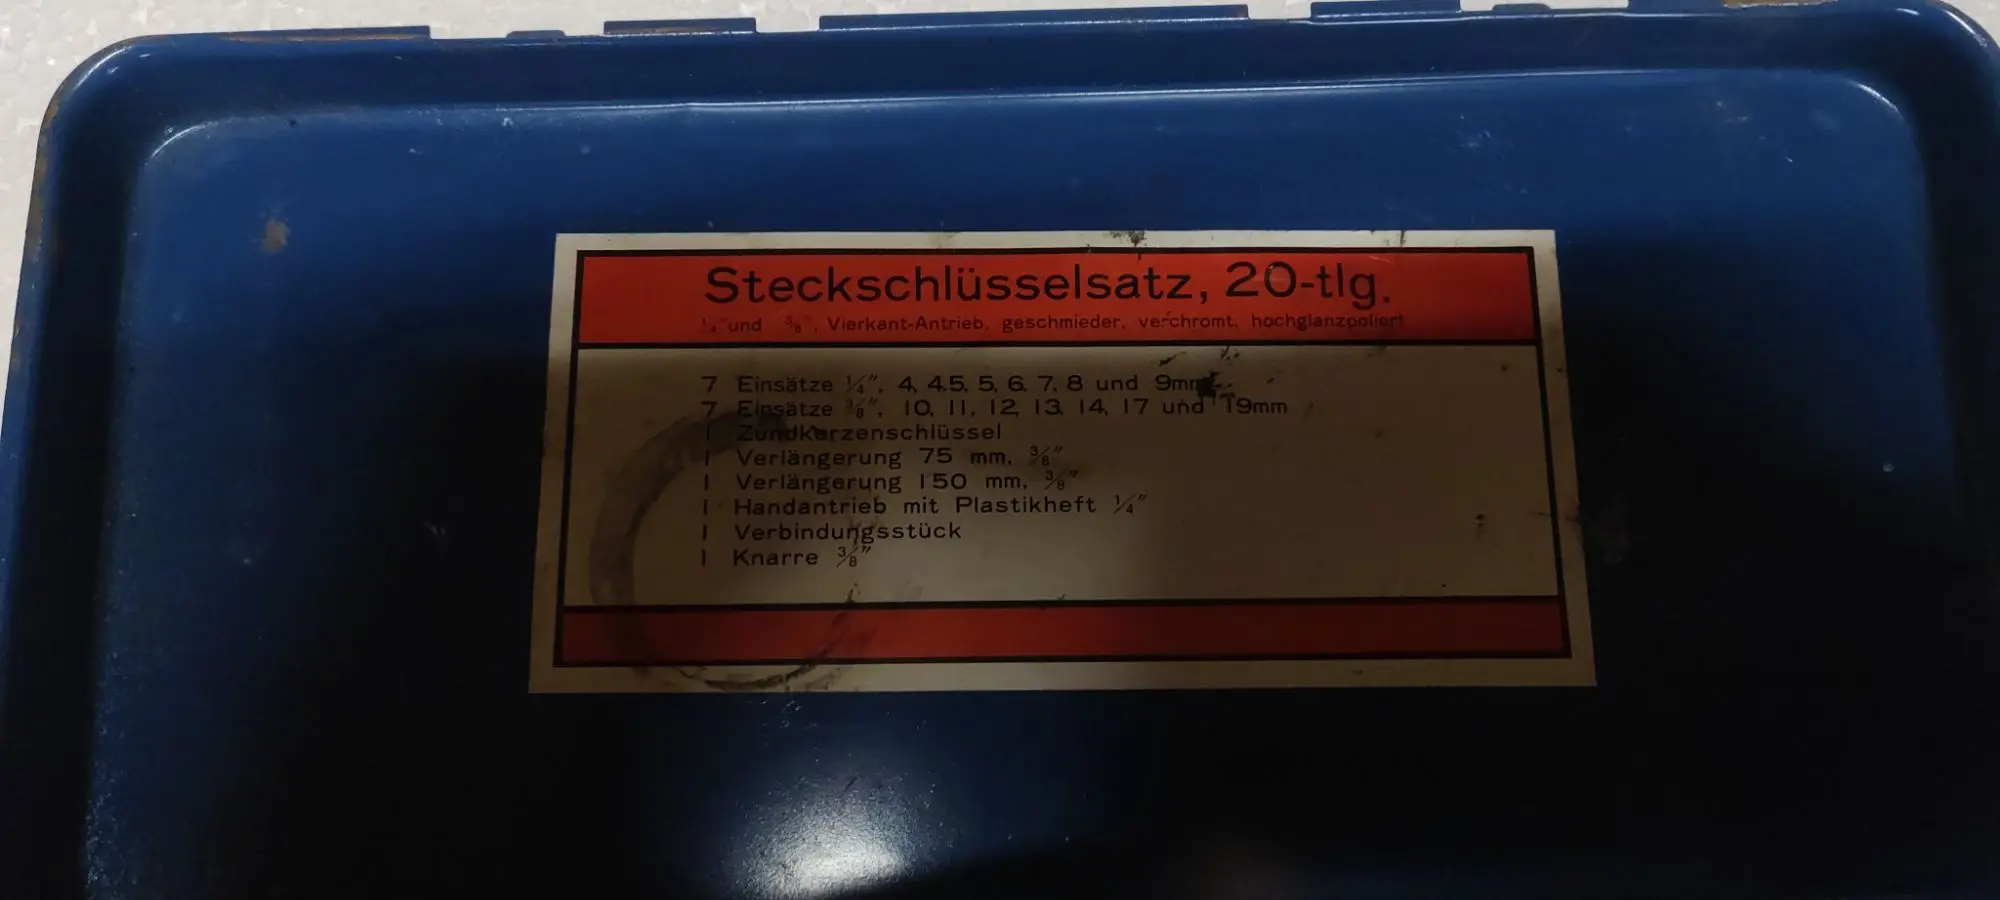 Steckschlüsselsatz, 20-tlg.
1/4" und 3/8", Vierkant-Antrieb, geschmieder, verchromt, hochglanzpoliert
7 Einsätze 1/4", 4, 4.5, 5, 6, 7, 8 und 9mm
7 Einsätze 3/8", 10, 11, 12, 13, 14, 17 und 19mm
1 Zündkerzenschlüssel
1 Verlängerung 75 mm, 3/8"
1 Verlängerung 150 mm, 3/8"
1 Handantrieb mit Plastikheft 1/4"
1 Verbindungsstück
1 Knarre 3/8"